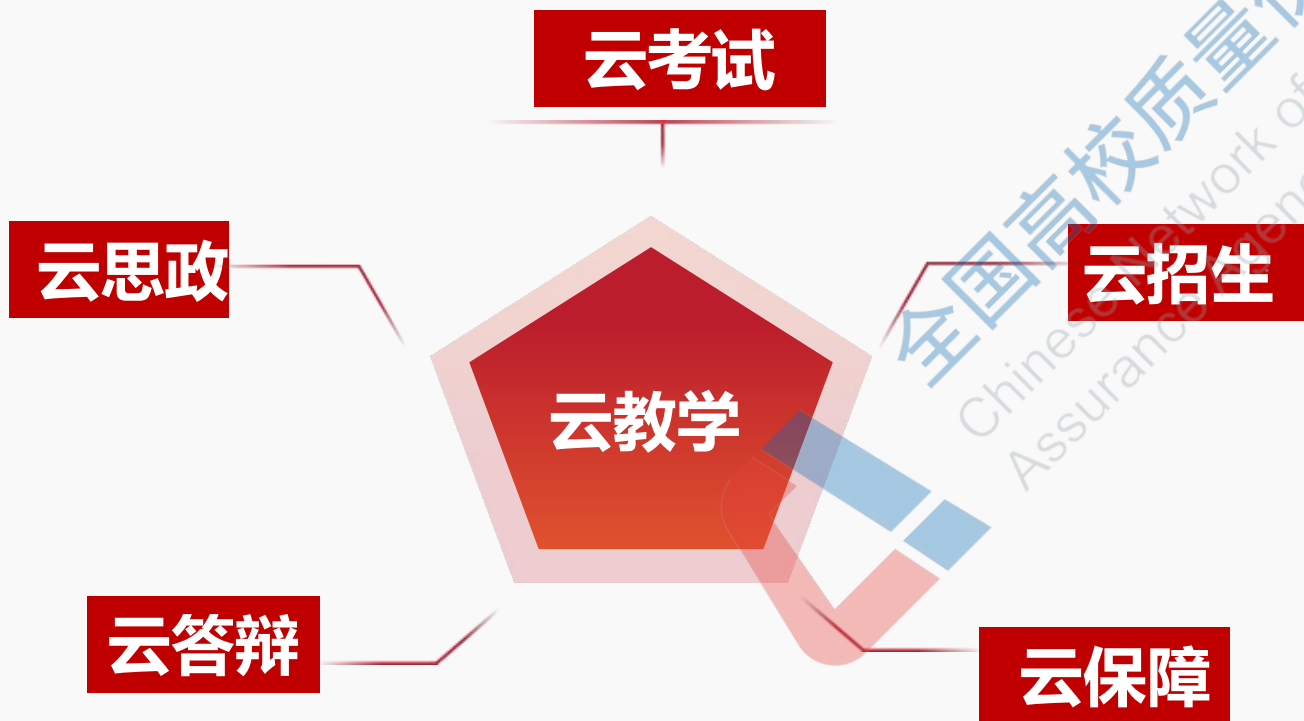 云考试
云思政
云招生
云教学
云答辩
云保障
全国高校质量
Chinese Network of
Assurance